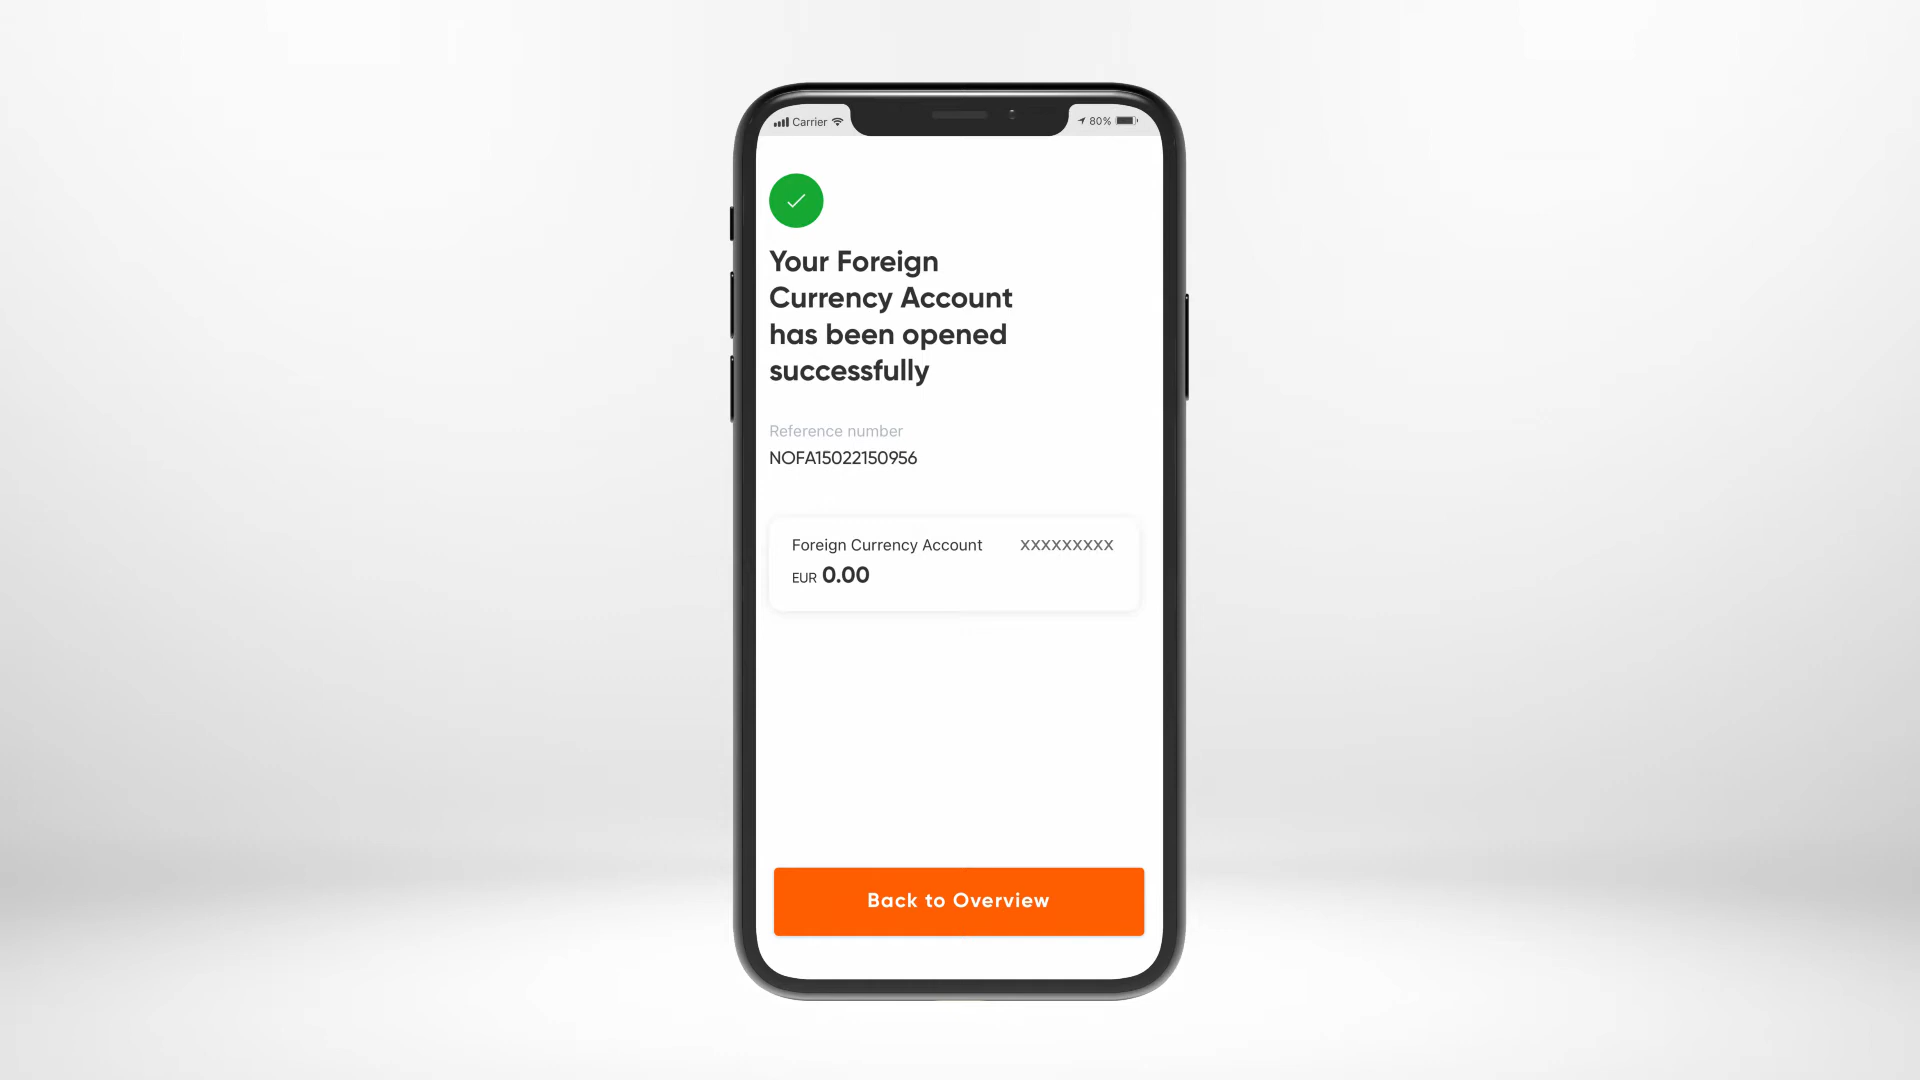 Carrier
80%
Your Foreign
Currency Account
has been opened
successfully
Reference number
NOFA15022150956
Foreign Currency Account XXXXXXXXX
EUR 0.00
Back to Overview